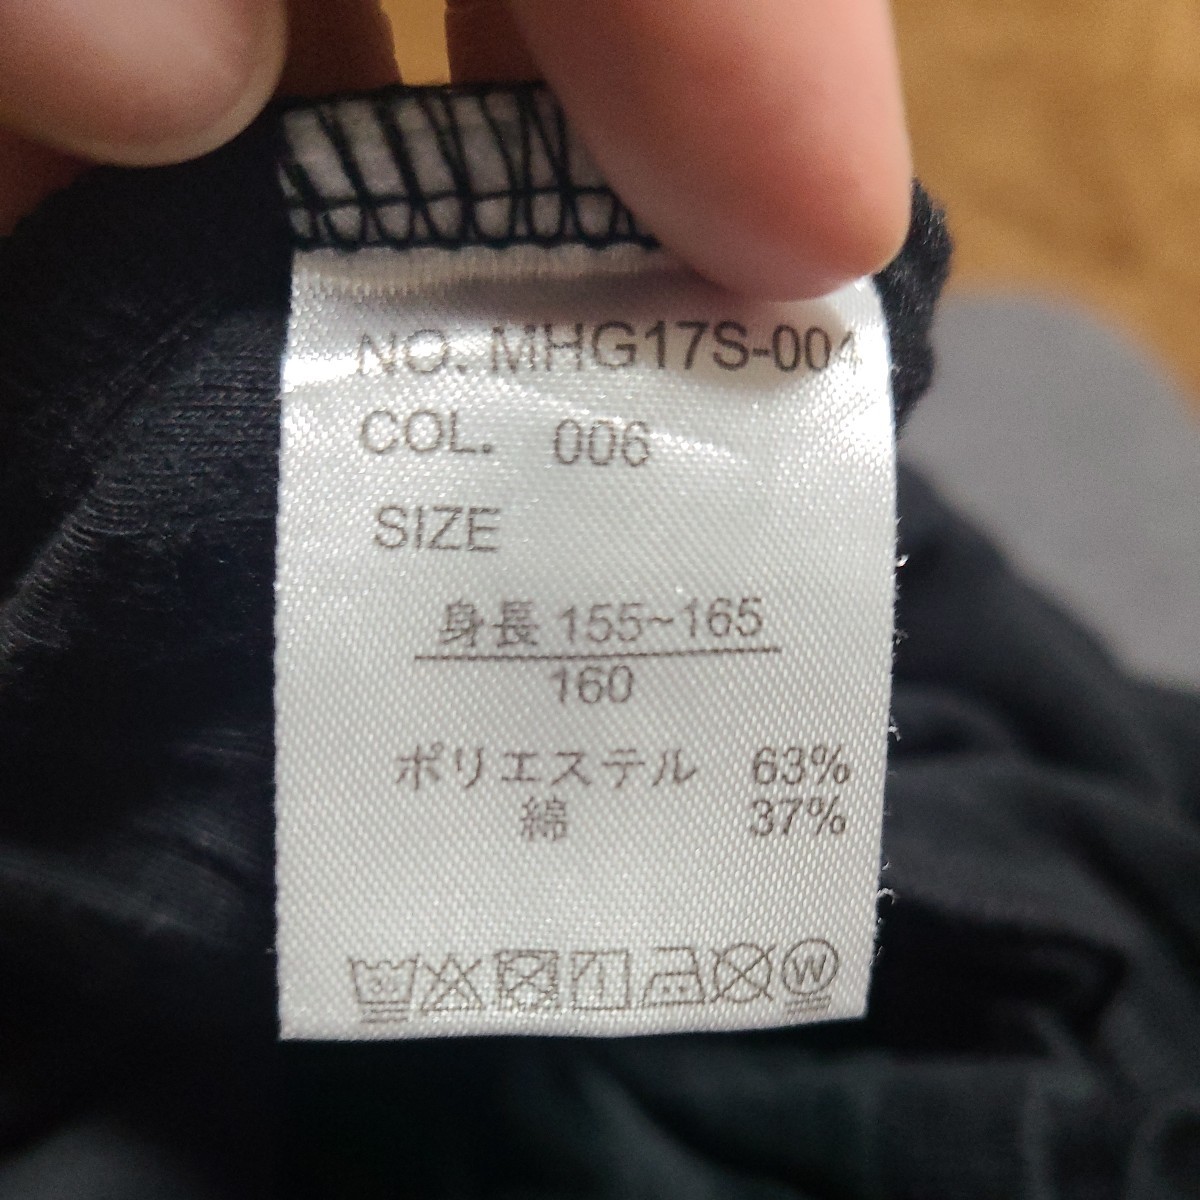 NO. MHG17S-004
COL. 006
SIZE
身長 155~165
160
ポリエステル 63%
綿 37%
30
W